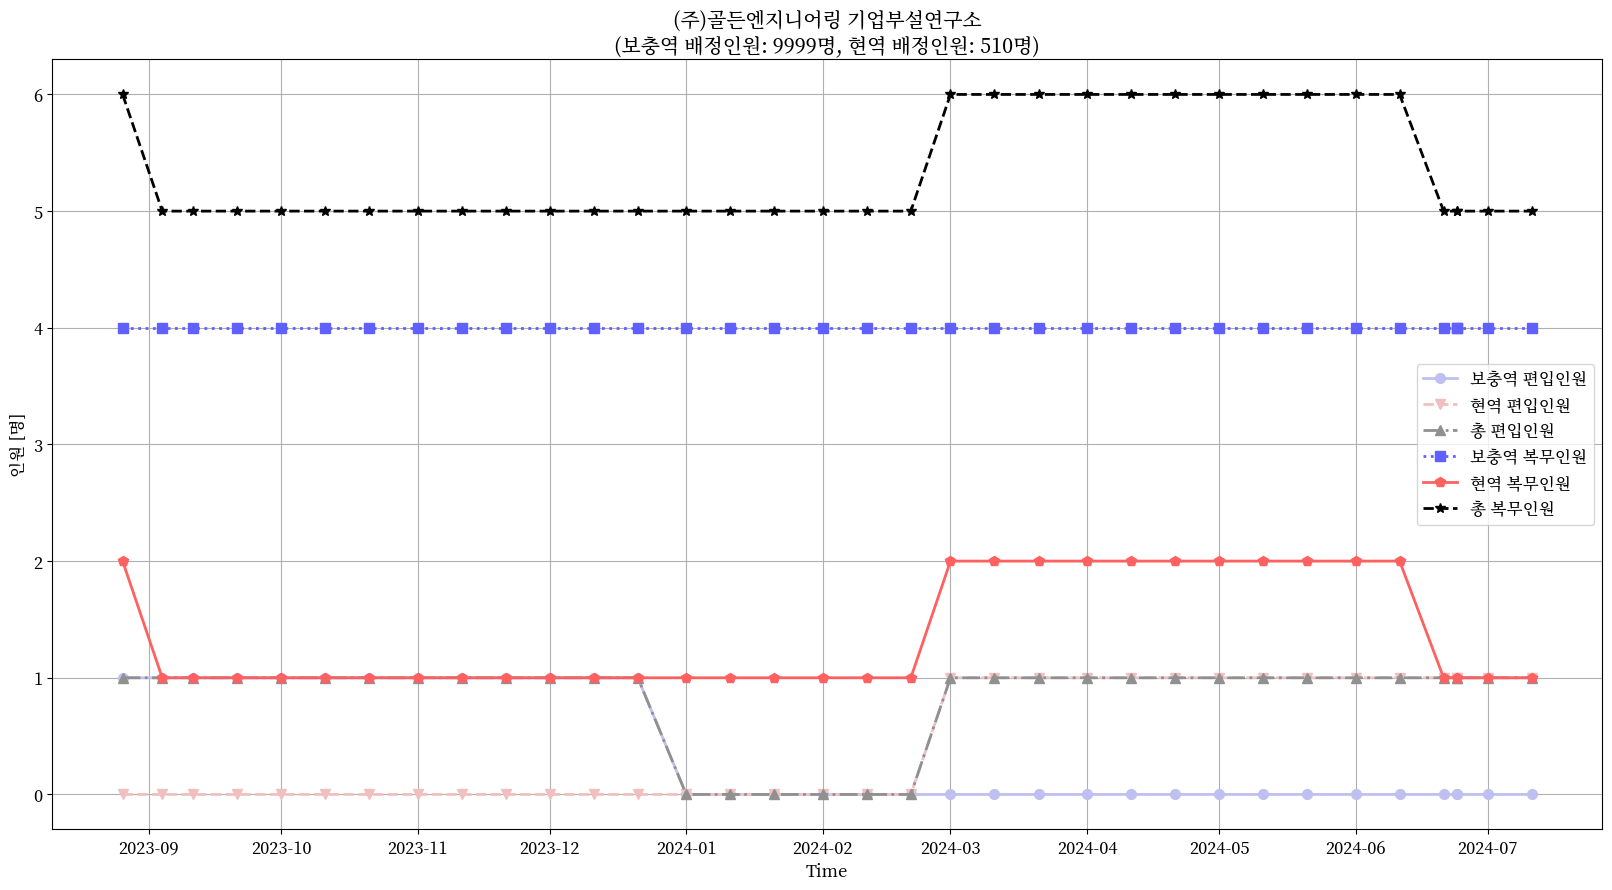 (주)골든엔지니어링 기업부설연구소
(보충역 배정인원: 9999명, 현역 배정인원: 510명)
6
5
4
3
2
1
0
인원 [명]
보충역 편입인원
현역 편입인원
총 편입인원
보충역 복무인원
현역 복무인원
총 복무인원
2023-09 2023-10 2023-11 2023-12 2024-01 2024-02 2024-03 2024-04 2024-05 2024-06 2024-07
Time